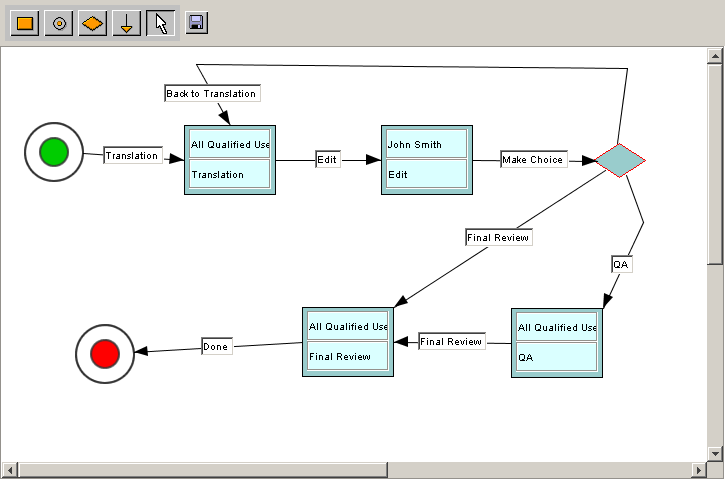 Back to Translation
All Qualified Use
John Smith
Translation
Edit
Make Choice
Translation
Edit
Final Review
QA
All Qualified Use
All Qualified Use
Done
Final Review
Final Review
QA